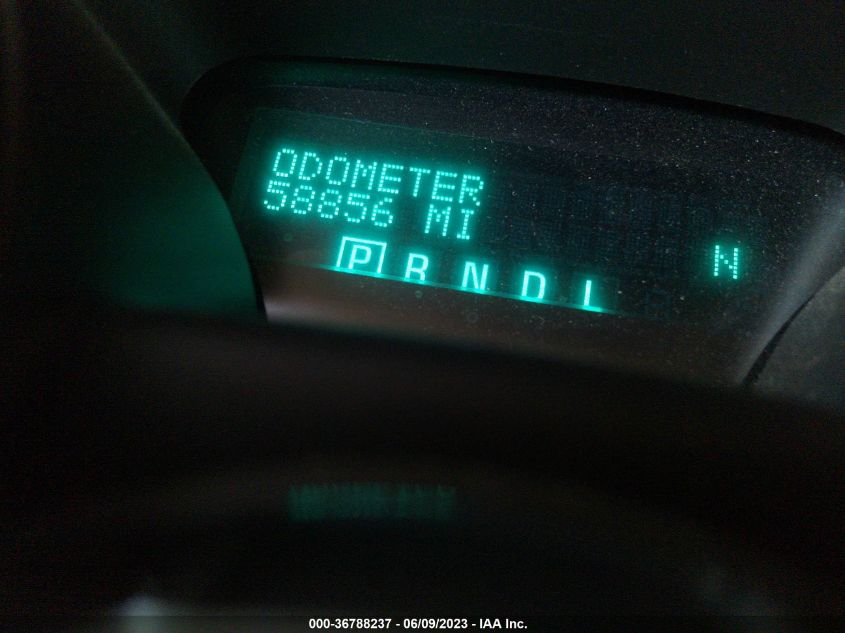 ODOMETER
58856 MI
P R N D L
N
000-36788237 - 06/09/2023 - IAA Inc.